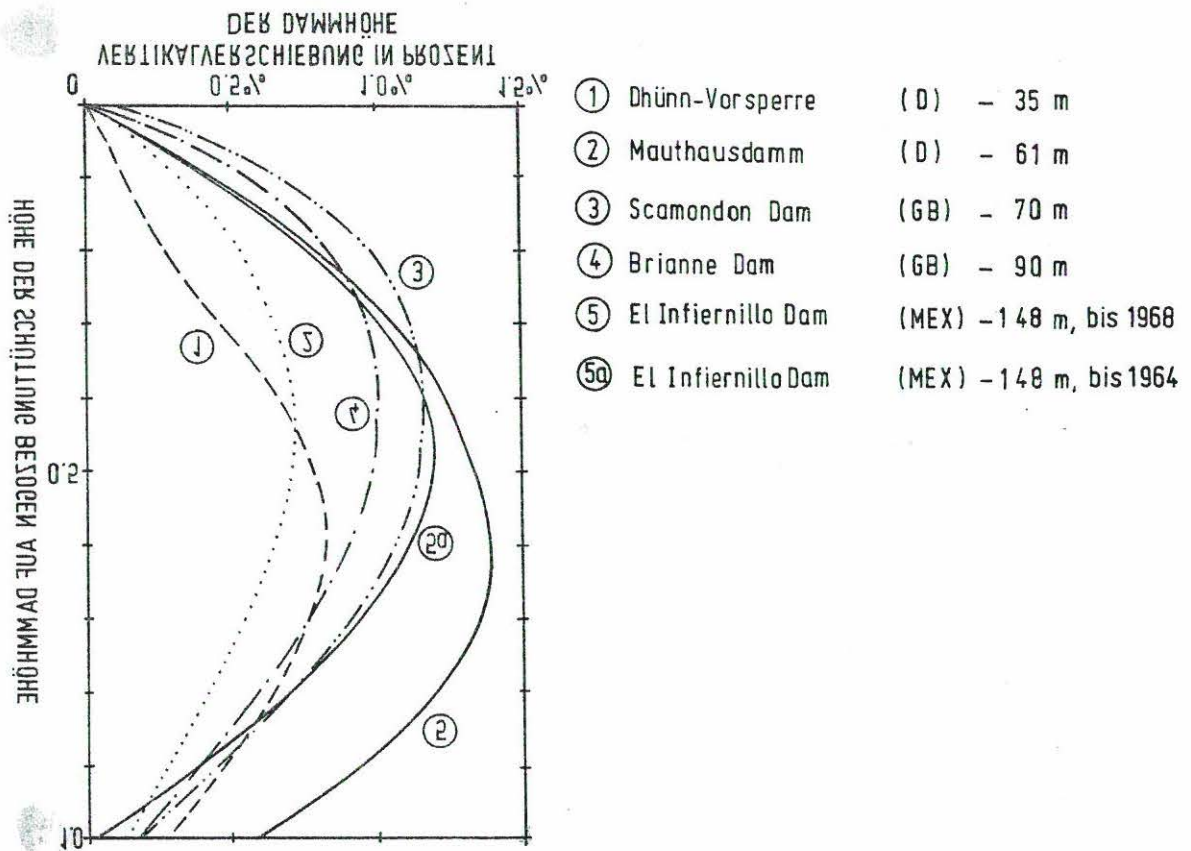 DER DAMMHÖHE
VERTIKALVERSCHIEBUNG IN PROZENT
0 0.5% 1.0% 1.5%
HÖHE DER SCHÜTTUNG BEZOGEN AUF DAMMHÖHE
0.5
1.0
1
2
3
4
5a
5
① Dhünn-Vorsperre (D) - 35 m
② Mauthausdamm (D) - 61 m
③ Scamondon Dam (GB) - 70 m
④ Brianne Dam (GB) - 90 m
⑤ El Infiernillo Dam (MEX) -148 m, bis 1968
5a El Infiernillo Dam (MEX) -148 m, bis 1964